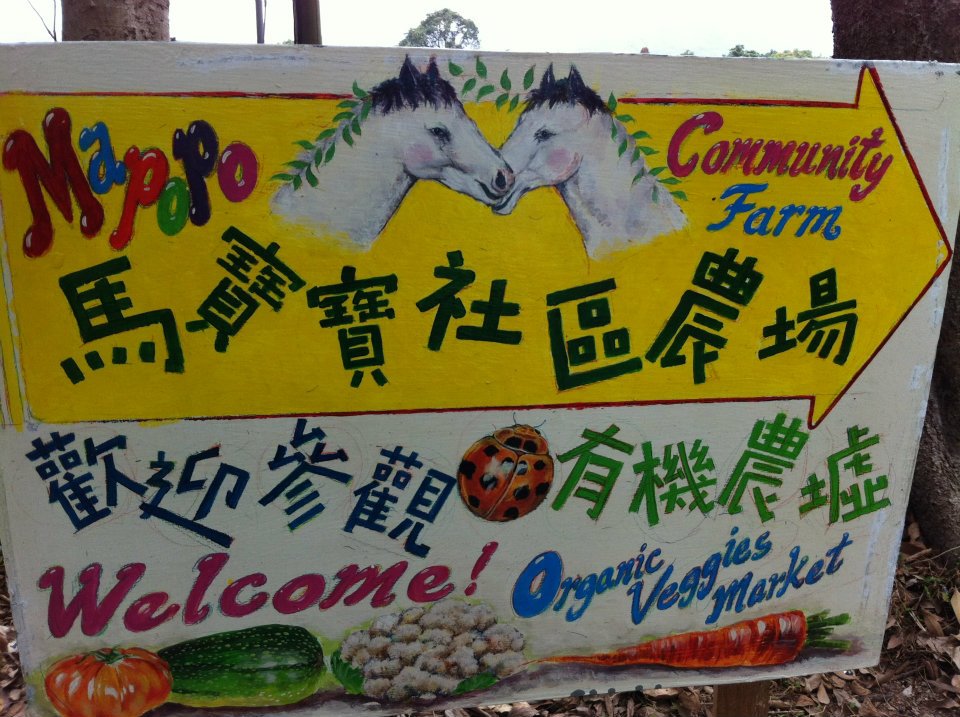 Mapopo Community
Farm
馬寶寶社區農場
歡迎參觀 有機農墟
Welcome! Organic
Veggies
Market